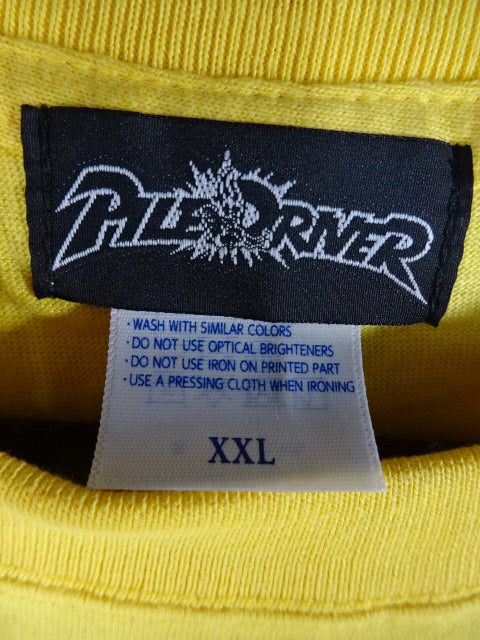 PILEDRIVER
· WASH WITH SIMILAR COLORS
· DO NOT USE OPTICAL BRIGHTENERS
· DO NOT USE IRON ON PRINTED PART
· USE A PRESSING CLOTH WHEN IRONING
XXL